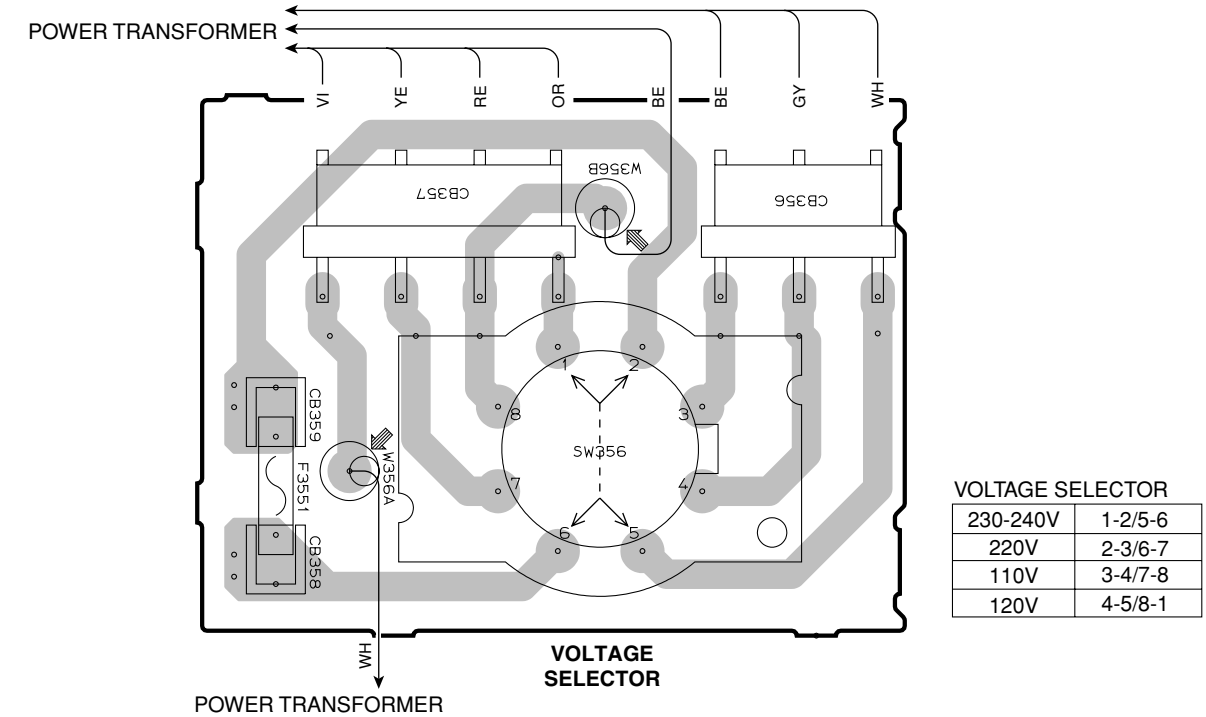 POWER TRANSFORMER
VI
YE
RE
OR
BE
BE
GY
WH
W356B
CB357
CB356
1
2
3
4
5
6
7
8
SW356
CB359
F3551
CB358
W356A
WH
POWER TRANSFORMER
VOLTAGE
SELECTOR
VOLTAGE SELECTOR
230-240V 1-2/5-6
220V 2-3/6-7
110V 3-4/7-8
120V 4-5/8-1